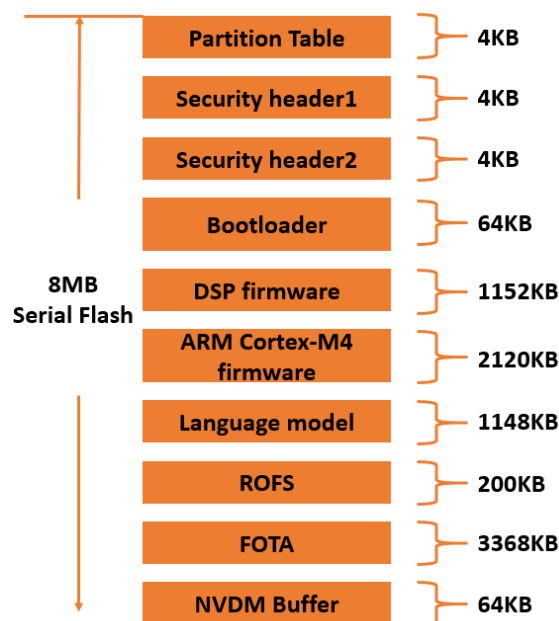 Partition Table
4KB
Security header1
4KB
Security header2
4KB
Bootloader
64KB
8MB
Serial Flash
DSP firmware
1152KB
ARM Cortex-M4
firmware
2120KB
Language model
1148KB
ROFS
200KB
FOTA
3368KB
NVDM Buffer
64KB